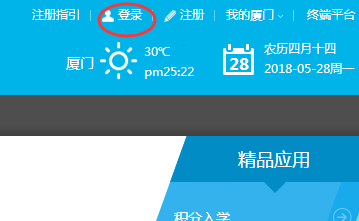 注册指引 登录 注册 我的厦门 终端平台
厦门 30℃ 农历四月十四
pm25:22 28 2018-05-28周一
精品应用
积分入学